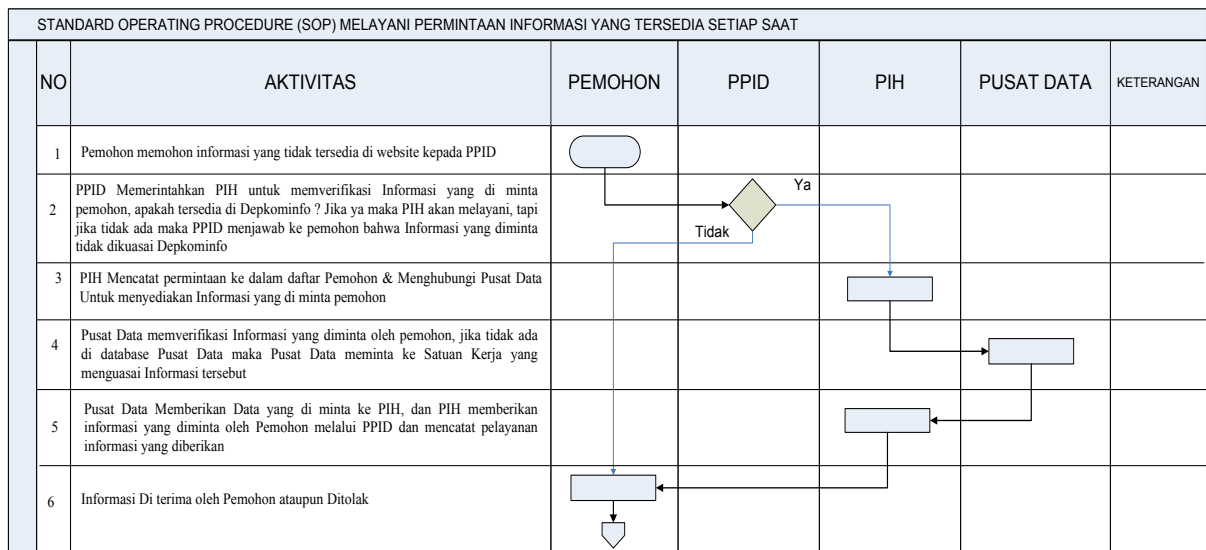 STANDARD OPERATING PROCEDURE (SOP) MELAYANI PERMINTAAN INFORMASI YANG TERSEDIA SETIAP SAAT
NO AKTIVITAS PEMOHON PPID PIH PUSAT DATA KETERANGAN
1 Pemohon memohon informasi yang tidak tersedia di website kepada PPID
2 PPID Memerintahkan PIH untuk memverifikasi Informasi yang di minta
pemohon, apakah tersedia di Depkominfo ? Jika ya maka PIH akan melayani, tapi
jika tidak ada maka PPID menjawab ke pemohon bahwa Informasi yang diminta
tidak dikuasai Depkominfo
Ya
Tidak
3 PIH Mencatat permintaan ke dalam daftar Pemohon & Menghubungi Pusat Data
Untuk menyediakan Informasi yang di minta pemohon
4 Pusat Data memverifikasi Informasi yang diminta oleh pemohon, jika tidak ada
di database Pusat Data maka Pusat Data meminta ke Satuan Kerja yang
menguasai Informasi tersebut
5 Pusat Data Memberikan Data yang di minta ke PIH, dan PIH memberikan
informasi yang diminta oleh Pemohon melalui PPID dan mencatat pelayanan
informasi yang diberikan
6 Informasi Di terima oleh Pemohon ataupun Ditolak